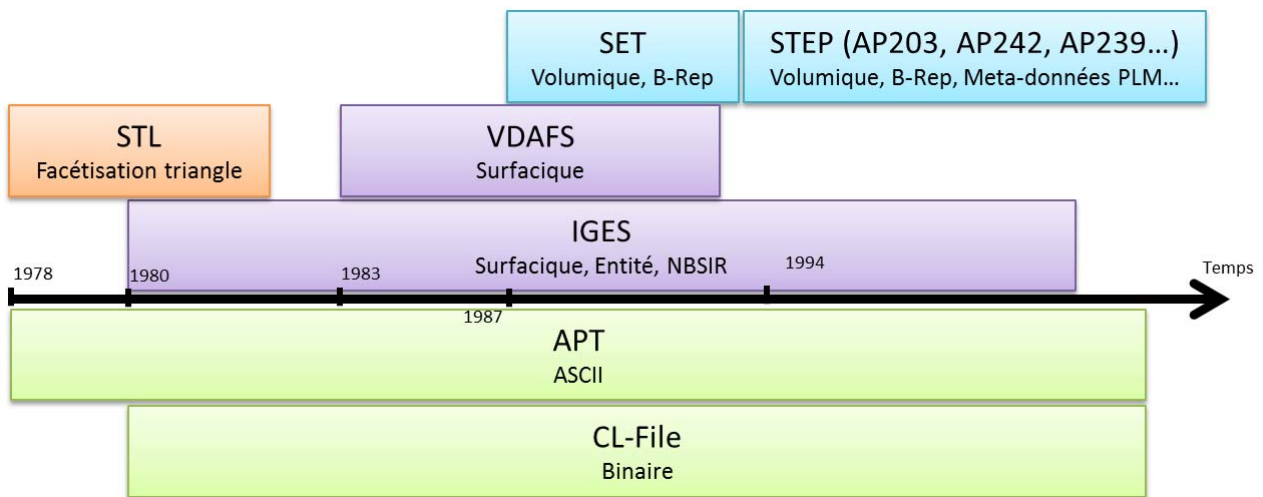 SET
Volumique, B-Rep
STEP (AP203, AP242, AP239...)
Volumique, B-Rep, Meta-données PLM...
STL
Facétisation triangle
VDAFS
Surfacique
IGES
Surfacique, Entité, NBSIR
1978
1980
1983
1987
1994
Temps
APT
ASCII
CL-File
Binaire